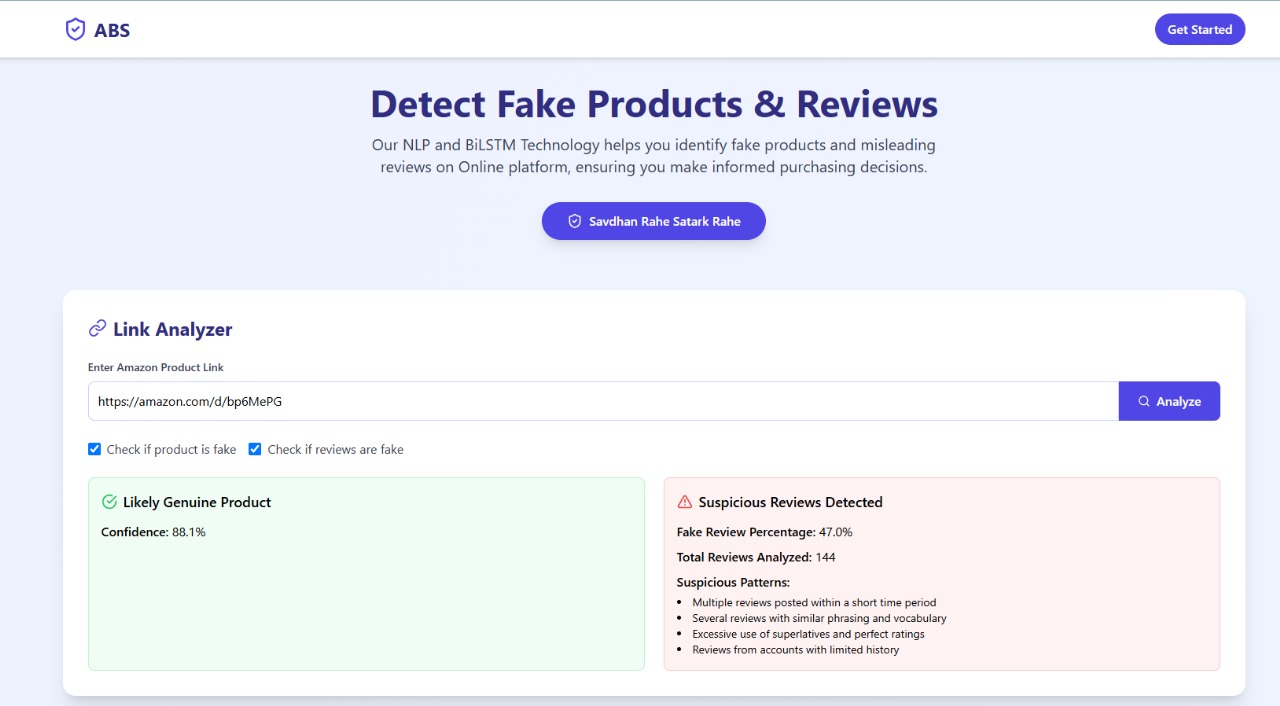 ABS
Get Started
Detect Fake Products & Reviews
Our NLP and BiLSTM Technology helps you identify fake products and misleading
reviews on Online platform, ensuring you make informed purchasing decisions.
Savdhan Rahe Satark Rahe
Link Analyzer
Enter Amazon Product Link
https://amazon.com/d/bp6MePG
Analyze
Check if product is fake
Check if reviews are fake
Likely Genuine Product
Confidence: 88.1%
Suspicious Reviews Detected
Fake Review Percentage: 47.0%
Total Reviews Analyzed: 144
Suspicious Patterns:
• Multiple reviews posted within a short time period
• Several reviews with similar phrasing and vocabulary
• Excessive use of superlatives and perfect ratings
• Reviews from accounts with limited history